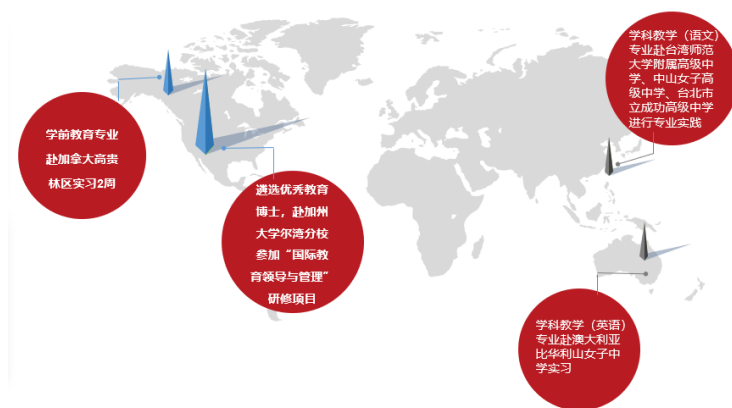 学前教育专业
赴加拿大高贵
林区实习2周
遴选优秀教育
博士，赴加州
大学尔湾分校
参加“国际教
育领导与管理”
研修项目
学科教学（语文）
专业赴台湾师范
大学附属高级中
学、中山女子高
级中学、台北市
立成功高级中学
进行专业实践
学科教学（英语）
专业赴澳大利亚
比华利山女子中
学实习